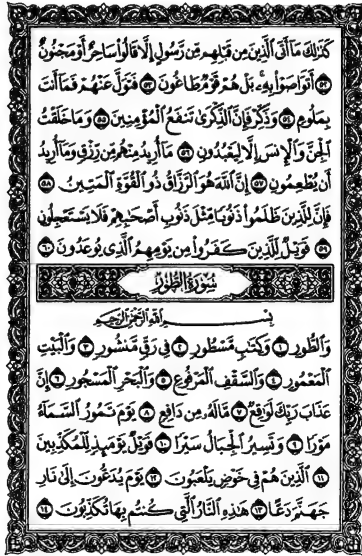 كَذَٰلِكَ مَآ أَتَى ٱلَّذِينَ مِن قَبۡلِهِم مِّن رَّسُولٍ إِلَّا قَالُواْ سَاحِرٌ أَوۡ مَجۡنُونٌ
٥٢ أَتَوَاصَوۡاْ بِهِۦۚ بَلۡ هُمۡ قَوۡمٌ طَاغُونَ ٥٣ فَتَوَلَّ عَنۡهُمۡ فَمَآ أَنتَ
بِمَلُومٍ ٥٤ وَذَكِّرۡ فَإِنَّ ٱلذِّكۡرَىٰ تَنفَعُ ٱلۡمُؤۡمِنِينَ ٥٥ وَمَا خَلَقۡتُ
ٱلۡجِنَّ وَٱلۡإِنسَ إِلَّا لِيَعۡبُدُونِ ٥٦ مَآ أُرِيدُ مِنۡهُم مِّن رِّزۡقٍ وَمَآ أُرِيدُ
أَن يُطۡعِمُونِ ٥٧ إِنَّ ٱللَّهَ هُوَ ٱلرَّزَّاقُ ذُو ٱلۡقُوَّةِ ٱلۡمَتِينُ ٥٨
فَإِنَّ لِلَّذِينَ ظَلَمُواْ ذَنُوبًا مِّثۡلَ ذَنُوبِ أَصۡحَٰبِهِمۡ فَلَا يَسۡتَعۡجِلُونِ
٥٩ فَوَيۡلٌ لِّلَّذِينَ كَفَرُواْ مِن يَوۡمِهِمُ ٱلَّذِي يُوعَدُونَ ٦٠
سُورَةُ الطُّورِ
بِسۡمِ ٱللَّهِ ٱلرَّحۡمَٰنِ ٱلرَّحِيمِ
وَٱلطُّورِ ١ وَكِتَٰبٍ مَّسۡطُورٍ ٢ فِي رَقٍّ مَّنشُورٍ ٣ وَٱلۡبَيۡتِ
ٱلۡمَعۡمُورِ ٤ وَٱلسَّقۡفِ ٱلۡمَرۡفُوعِ ٥ وَٱلۡبَحۡرِ ٱلۡمَسۡجُورِ ٦ إِنَّ
عَذَابَ رَبِّكَ لَوَٰقِعٌ ٧ مَّا لَهُۥ مِن دَافِعٍ ٨ يَوۡمَ تَمُورُ ٱلسَّمَآءُ
مَوۡرًا ٩ وَتَسِيرُ ٱلۡجِبَالُ سَيۡرًا ١٠ فَوَيۡلٌ يَوۡمَئِذٍ لِّلۡمُكَذِّبِينَ
١١ ٱلَّذِينَ هُمۡ فِي خَوۡضٍ يَلۡعَبُونَ ١٢ يَوۡمَ يُدَعُّونَ إِلَىٰ نَارِ
جَهَنَّمَ دَعًّا ١٣ هَٰذِهِ ٱلنَّارُ ٱلَّتِي كُنتُم بِهَا تُكَذِّبُونَ ١٤